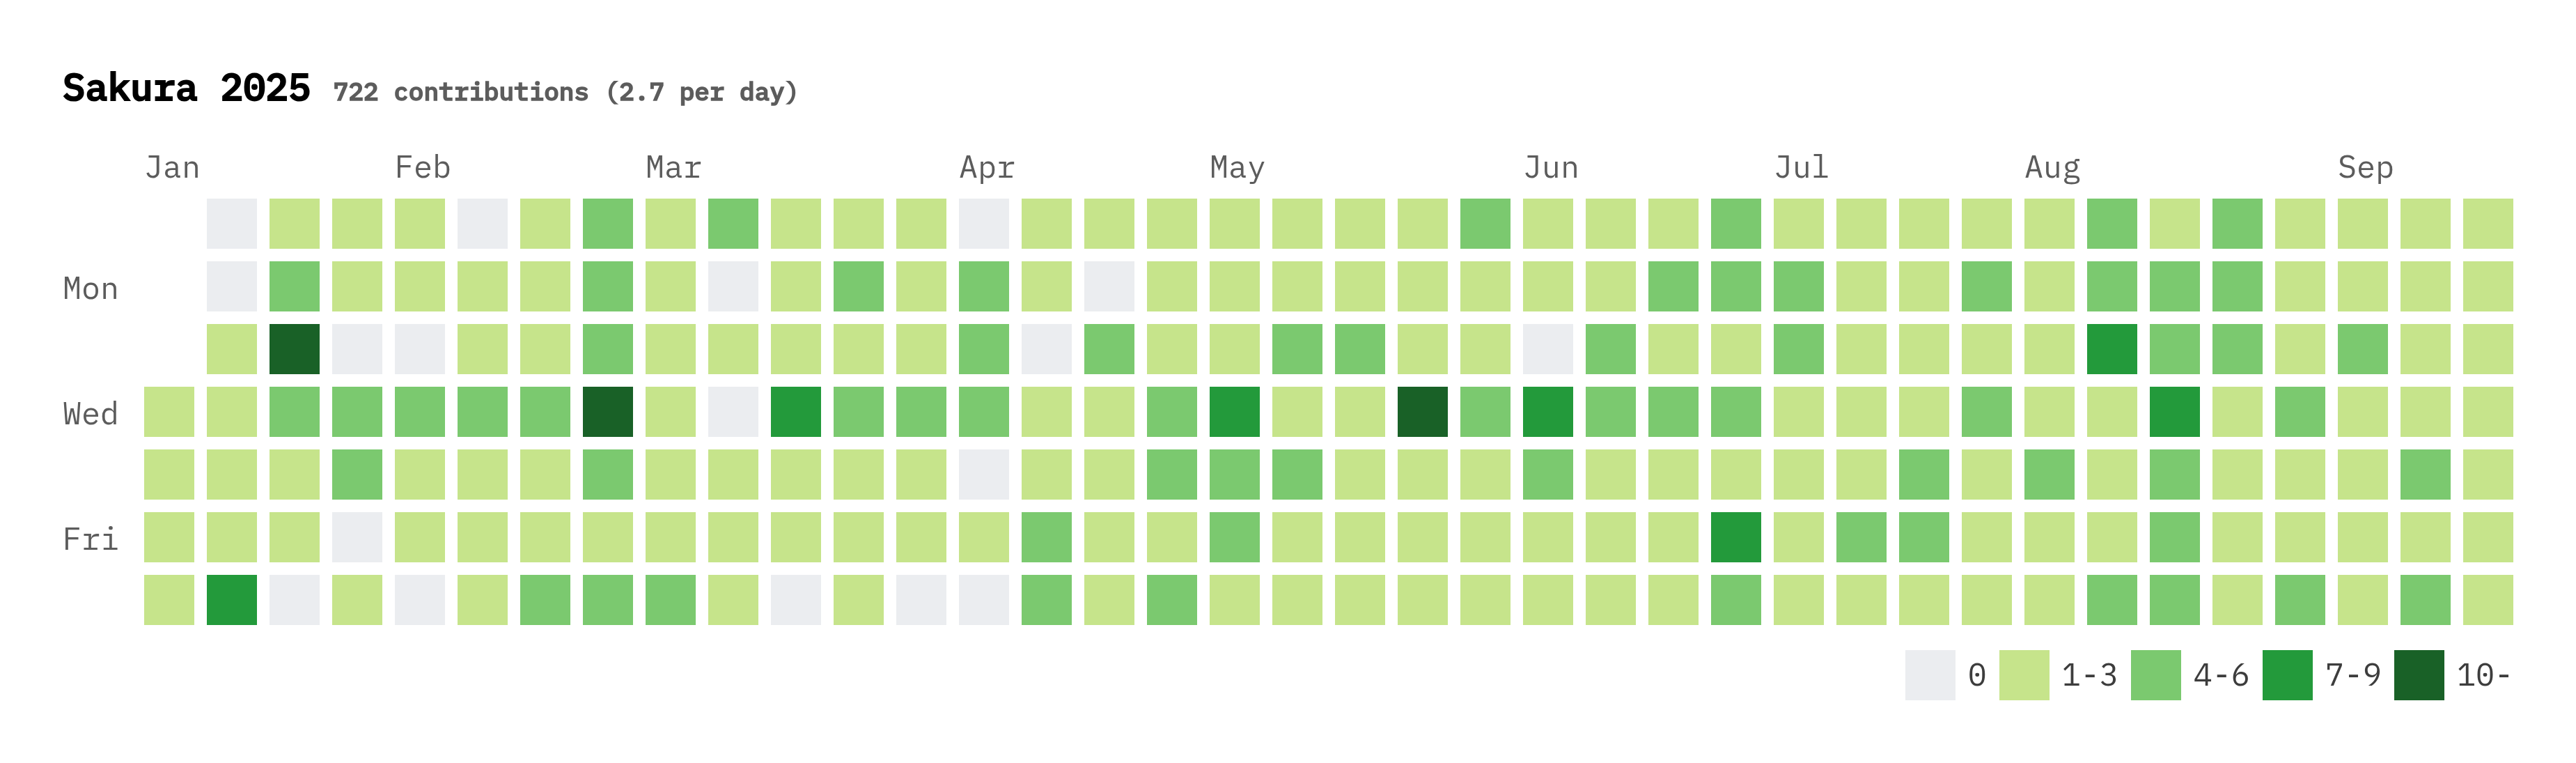 Sakura 2025 722 contributions (2.7 per day)
Jan Feb Mar Apr May Jun Jul Aug Sep
Mon
Wed
Fri
0 1-3 4-6 7-9 10-